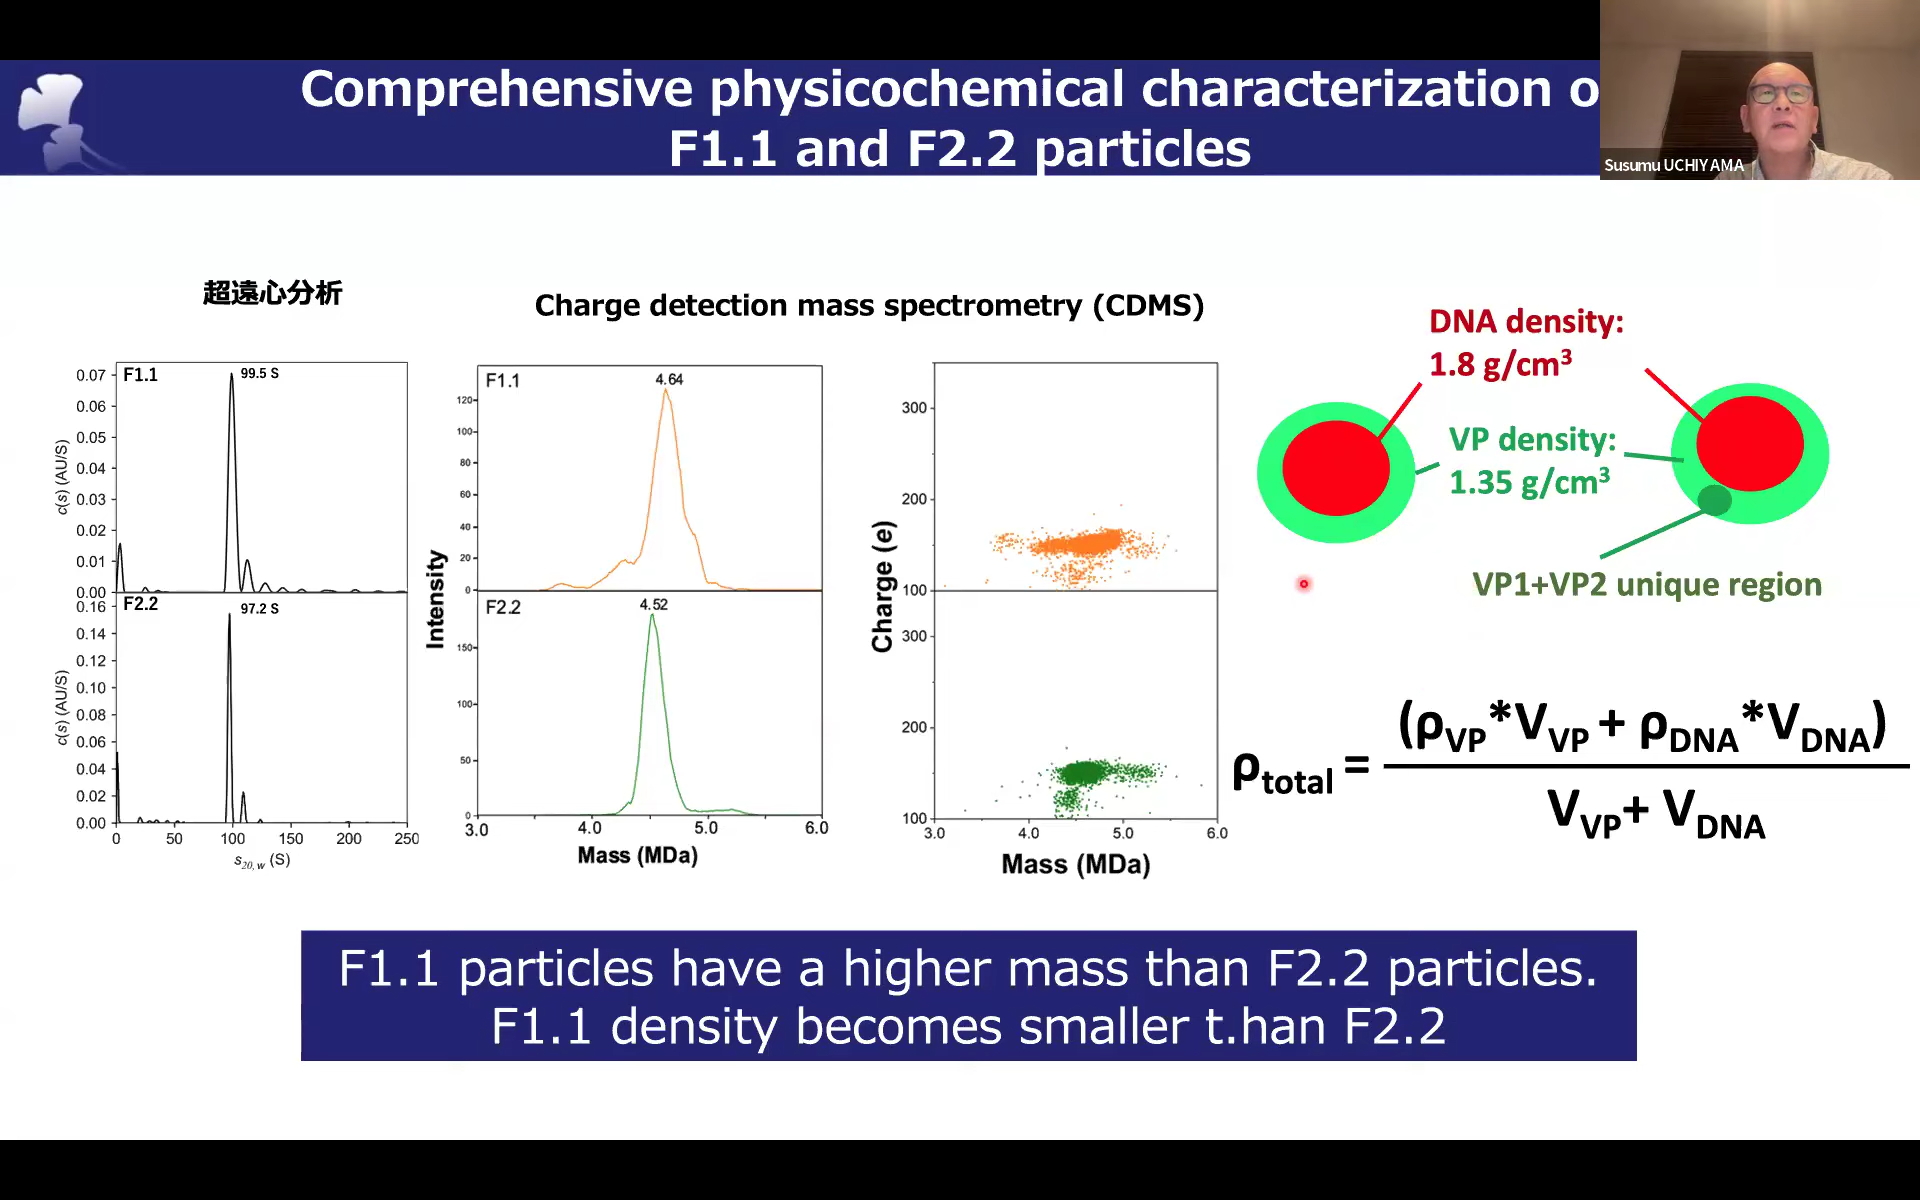 Comprehensive physicochemical characterization o
F1.1 and F2.2 particles
Susumu UCHIYAMA
超遠心分析
Charge detection mass spectrometry (CDMS)
F1.1
99.5 S
0.07
0.06
0.05
0.04
0.03
0.02
0.01
0.00
c(s) (AU/S)
F2.2
97.2 S
0.16
0.14
0.12
0.10
0.08
0.06
0.04
0.02
0.00
c(s) (AU/S)
0 50 100 150 200 250
s20,w (S)
F1.1
4.64
120
100
80
60
40
20
0
Intensity
F2.2
4.52
150
100
50
0
3.0 4.0 5.0 6.0
Mass (MDa)
300
200
100
Charge (e)
300
200
100
3.0 4.0 5.0 6.0
Mass (MDa)
DNA density:
1.8 g/cm³
VP density:
1.35 g/cm³
VP1+VP2 unique region
(ρVP*VVP + ρDNA*VDNA)
ρtotal =
VVP+ VDNA
F1.1 particles have a higher mass than F2.2 particles.
F1.1 density becomes smaller t.han F2.2